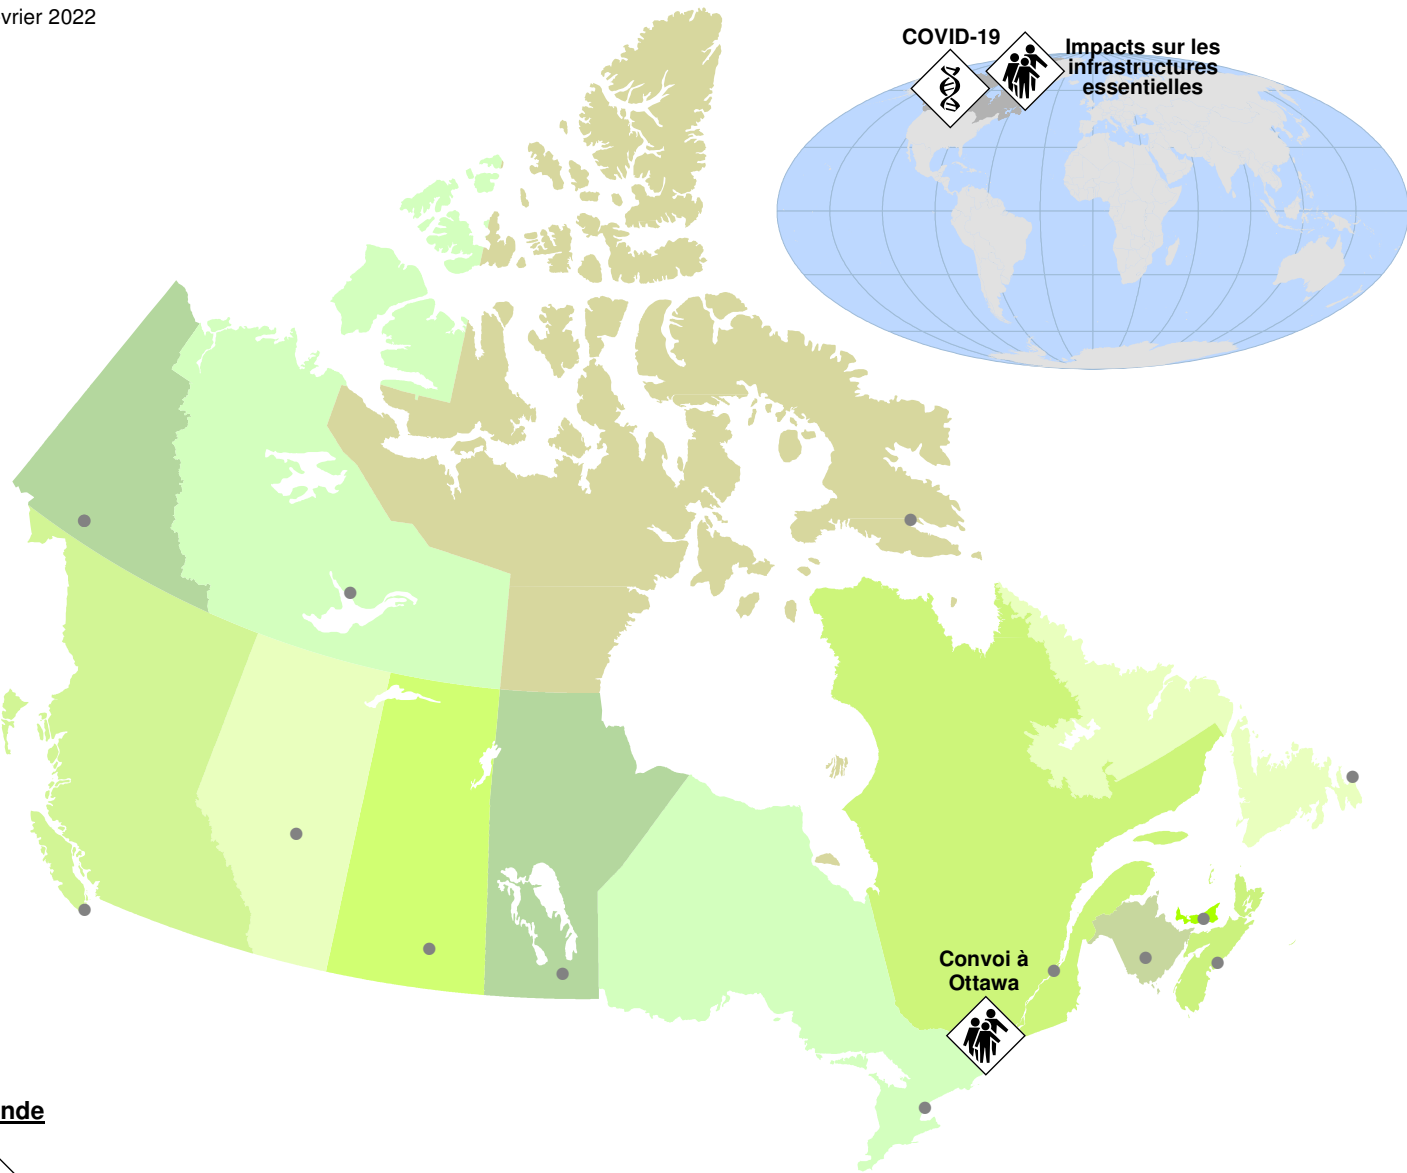 vrier 2022
COVID-19
Impacts sur les
infrastructures
essentielles
Convoi à
Ottawa
nde